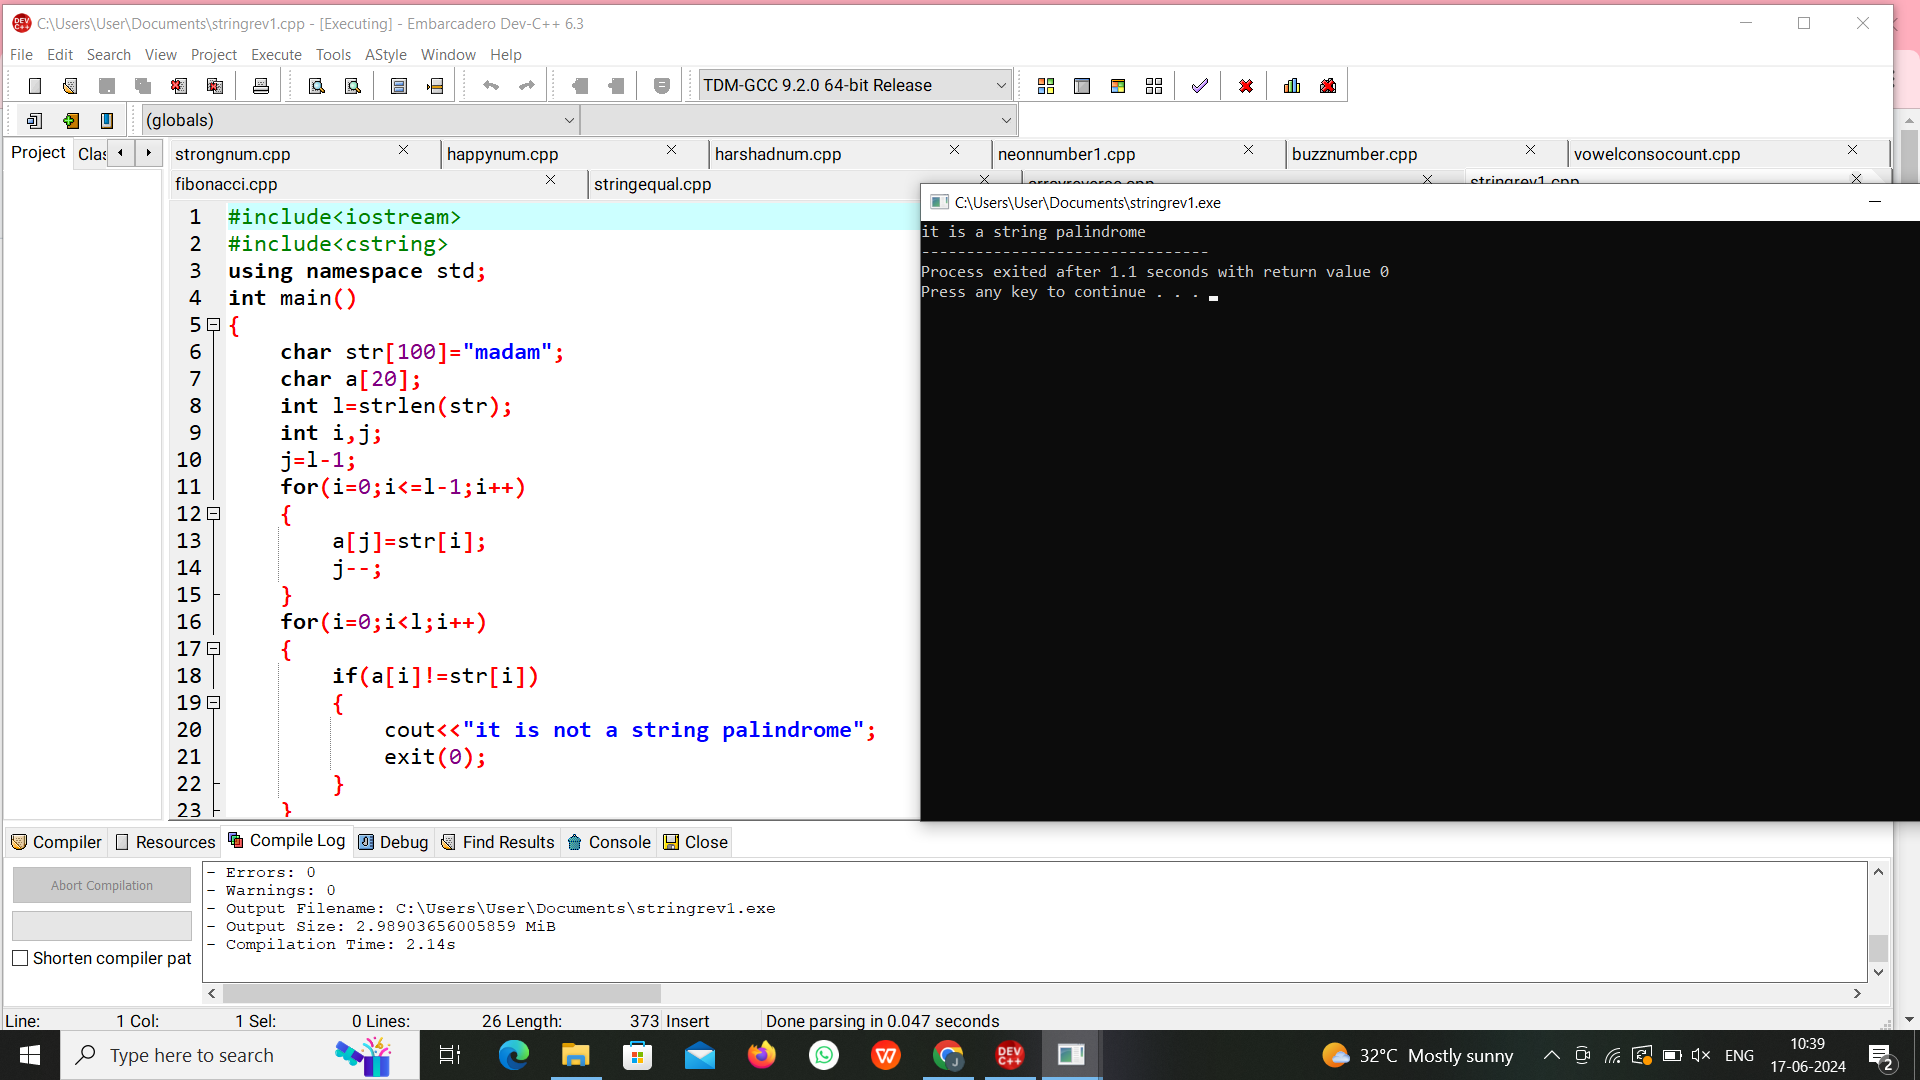 C:\Users\User\Documents\stringrev1.cpp - [Executing] - Embarcadero Dev-C++ 6.3
File Edit Search View Project Execute Tools AStyle Window Help
TDM-GCC 9.2.0 64-bit Release
(globals)
Project Clas
strongnum.cpp happynum.cpp harshadnum.cpp neonnumber1.cpp buzznumber.cpp vowelconsocount.cpp
fibonacci.cpp stringequal.cpp arrayreverse.cpp stringrev1.cpp
1 #include<iostream>
2 #include<cstring>
3 using namespace std;
4 int main()
5 {
6 char str[100]="madam";
7 char a[20];
8 int l=strlen(str);
9 int i,j;
10 j=l-1;
11 for(i=0;i<=l-1;i++)
12 {
13 a[j]=str[i];
14 j--;
15 }
16 for(i=0;i<l;i++)
17 {
18 if(a[i]!=str[i])
19 {
20 cout<<"it is not a string palindrome";
21 exit(0);
22 }
23 }
C:\Users\User\Documents\stringrev1.exe
it is a string palindrome
--------------------------------
Process exited after 1.1 seconds with return value 0
Press any key to continue . . .
Compiler Resources Compile Log Debug Find Results Console Close
Abort Compilation
Shorten compiler pat
- Errors: 0
- Warnings: 0
- Output Filename: C:\Users\User\Documents\stringrev1.exe
- Output Size: 2.98903656005859 MiB
- Compilation Time: 2.14s
Line: 1 Col: 1 Sel: 0 Lines: 26 Length: 373 Insert Done parsing in 0.047 seconds
Type here to search
DEV C++
32°C Mostly sunny
ENG
10:39
17-06-2024
2